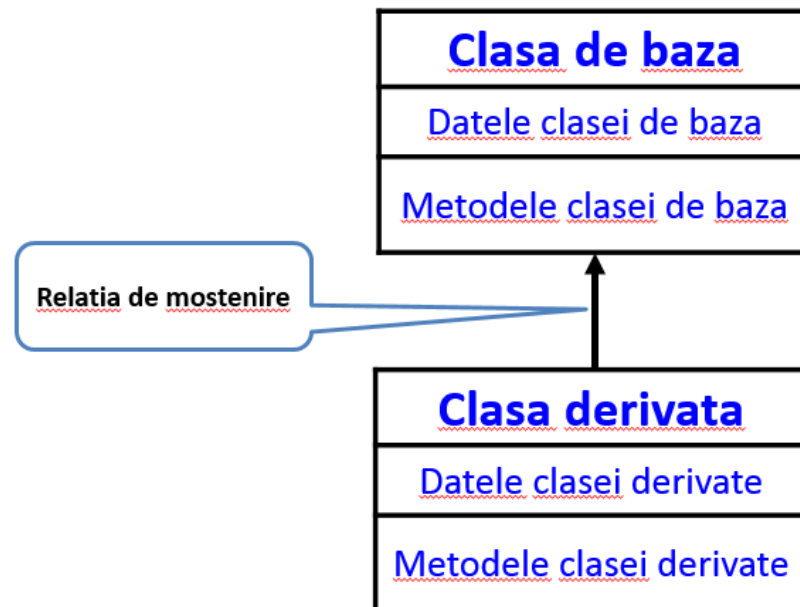 Clasa de baza
Datele clasei de baza
Metodele clasei de baza
Relatia de mostenire
Clasa derivata
Datele clasei derivate
Metodele clasei derivate